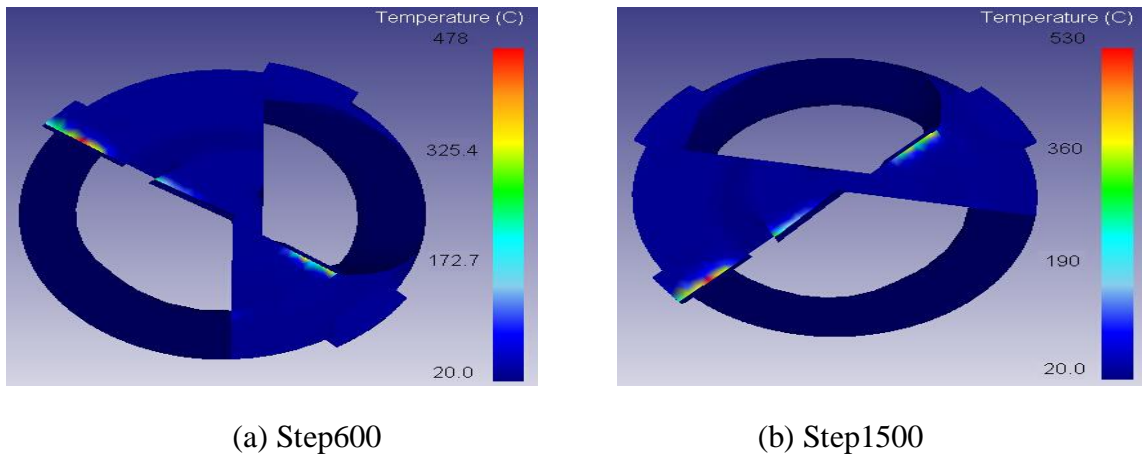 Temperature (C)
478
325.4
172.7
20.0
Temperature (C)
530
360
190
20.0
(a) Step600
(b) Step1500